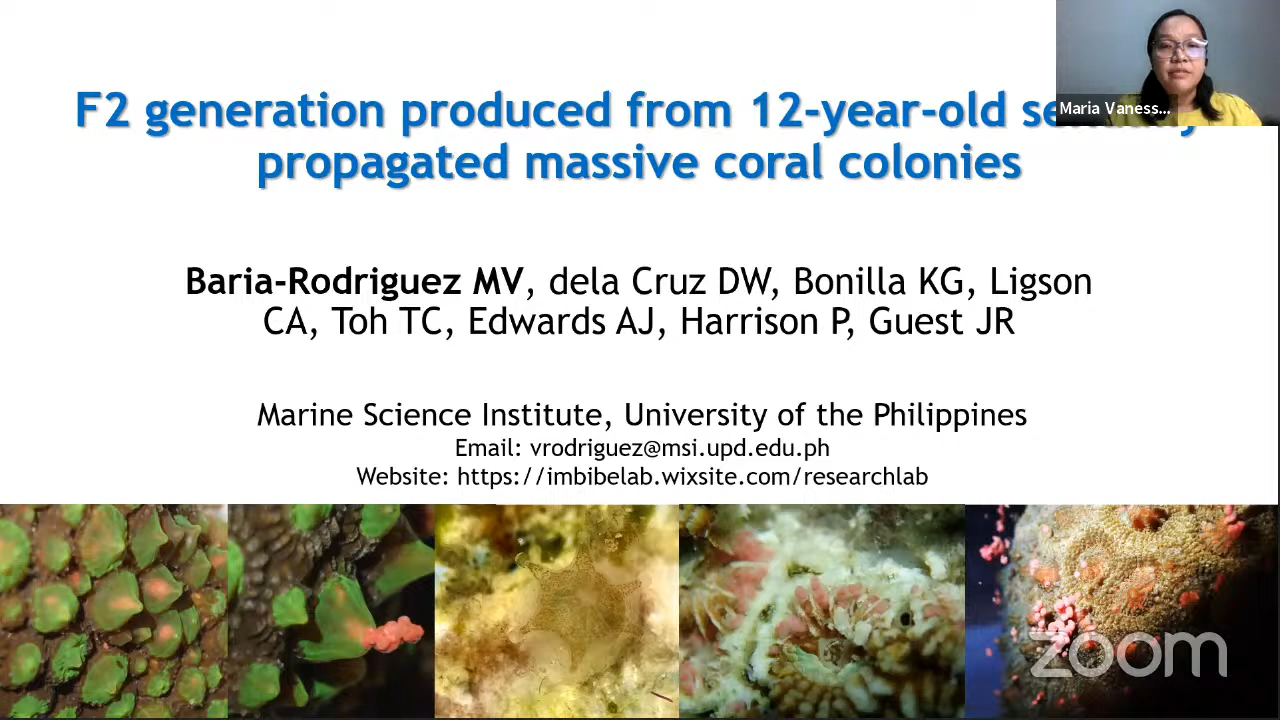 F2 generation produced from 12-year-old
propagated massive coral colonies
Maria Vaness...
Baria-Rodriguez MV, dela Cruz DW, Bonilla KG, Ligson
CA, Toh TC, Edwards AJ, Harrison P, Guest JR
Marine Science Institute, University of the Philippines
Email: vrodriguez@msi.upd.edu.ph
Website: https://imbibelab.wixsite.com/researchlab
zoom